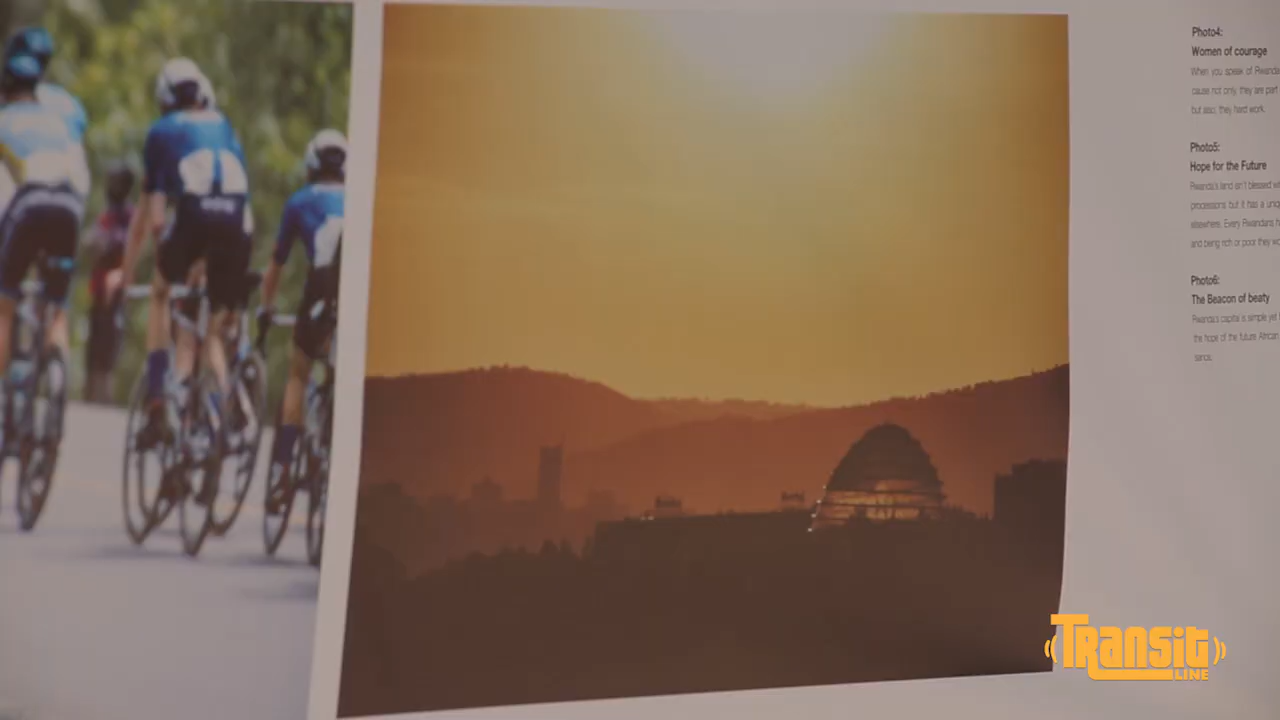 Photo4:
Women of courage
When you speak of Rwanda
cause not only they are part
but also, they hard work.
Photo5:
Hope for the Future
Rwanda's land isn't blessed
processions but it has a
elsewhere. Every Rwandans
and being rich or poor they
Photo6:
The Beacon of beaty
Rwanda's capital is simple yet
the hope of the future African
TRANSIT
LINE